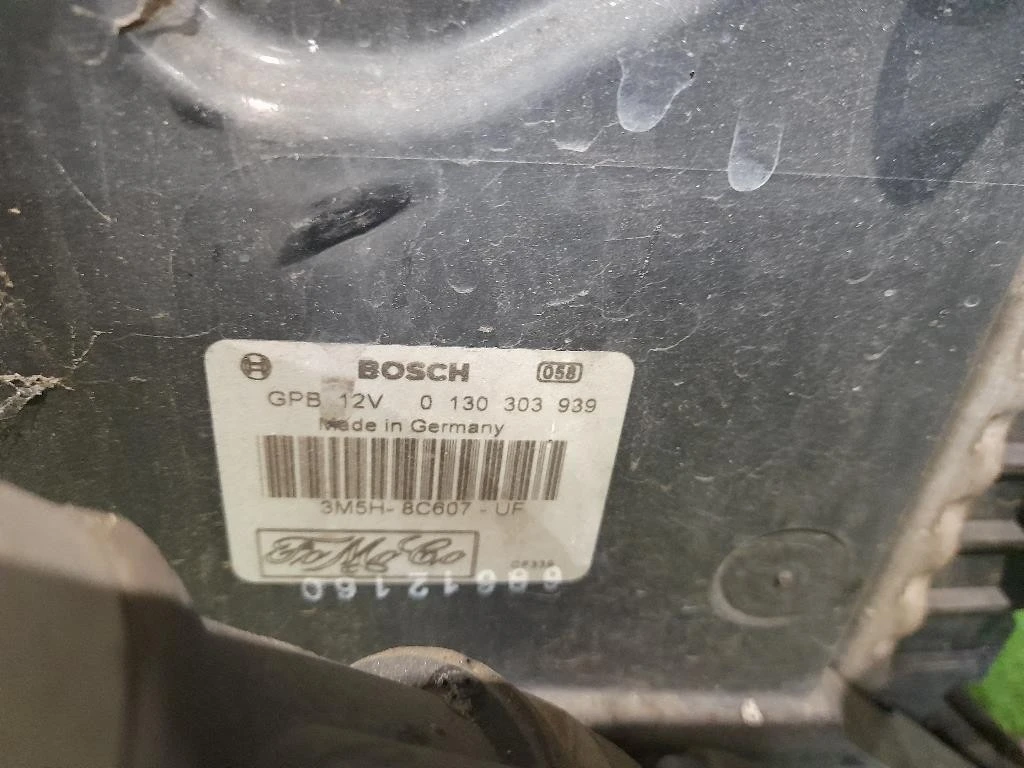 BOSCH 058
GPB 12V 0 130 303 939
Made in Germany
3M5H-8C607-UF
FoMoCo